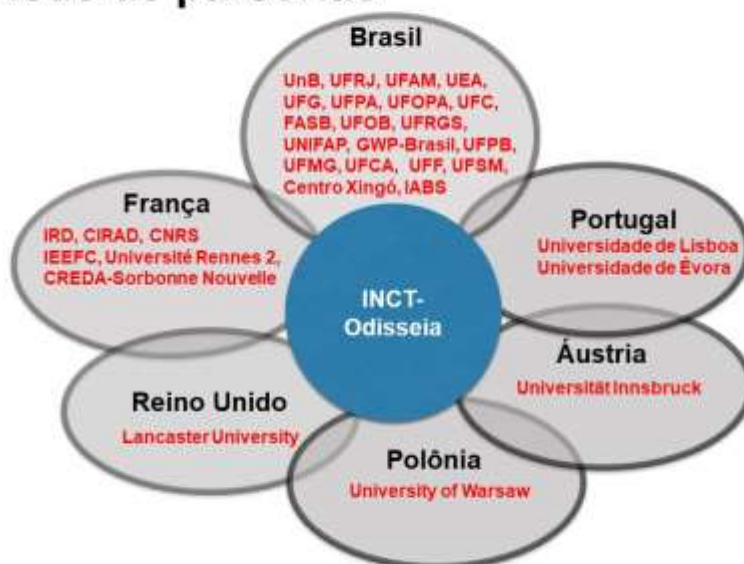 Brasil
UnB, UFRJ, UFAM, UEA,
UFG, UFPA, UFOPA, UFC,
FASB, UFOB, UFRGS,
UNIFAP, GWP-Brasil, UFPB,
UFMG, UFCA, UFF, UFSM,
Centro Xingó, IABS
França
IRD, CIRAD, CNRS
IEEFC, Université Rennes 2,
CREDA-Sorbonne Nouvelle
Portugal
Universidade de Lisboa
Universidade de Évora
INCT-
Odisseia
Áustria
Universität Innsbruck
Reino Unido
Lancaster University
Polônia
University of Warsaw